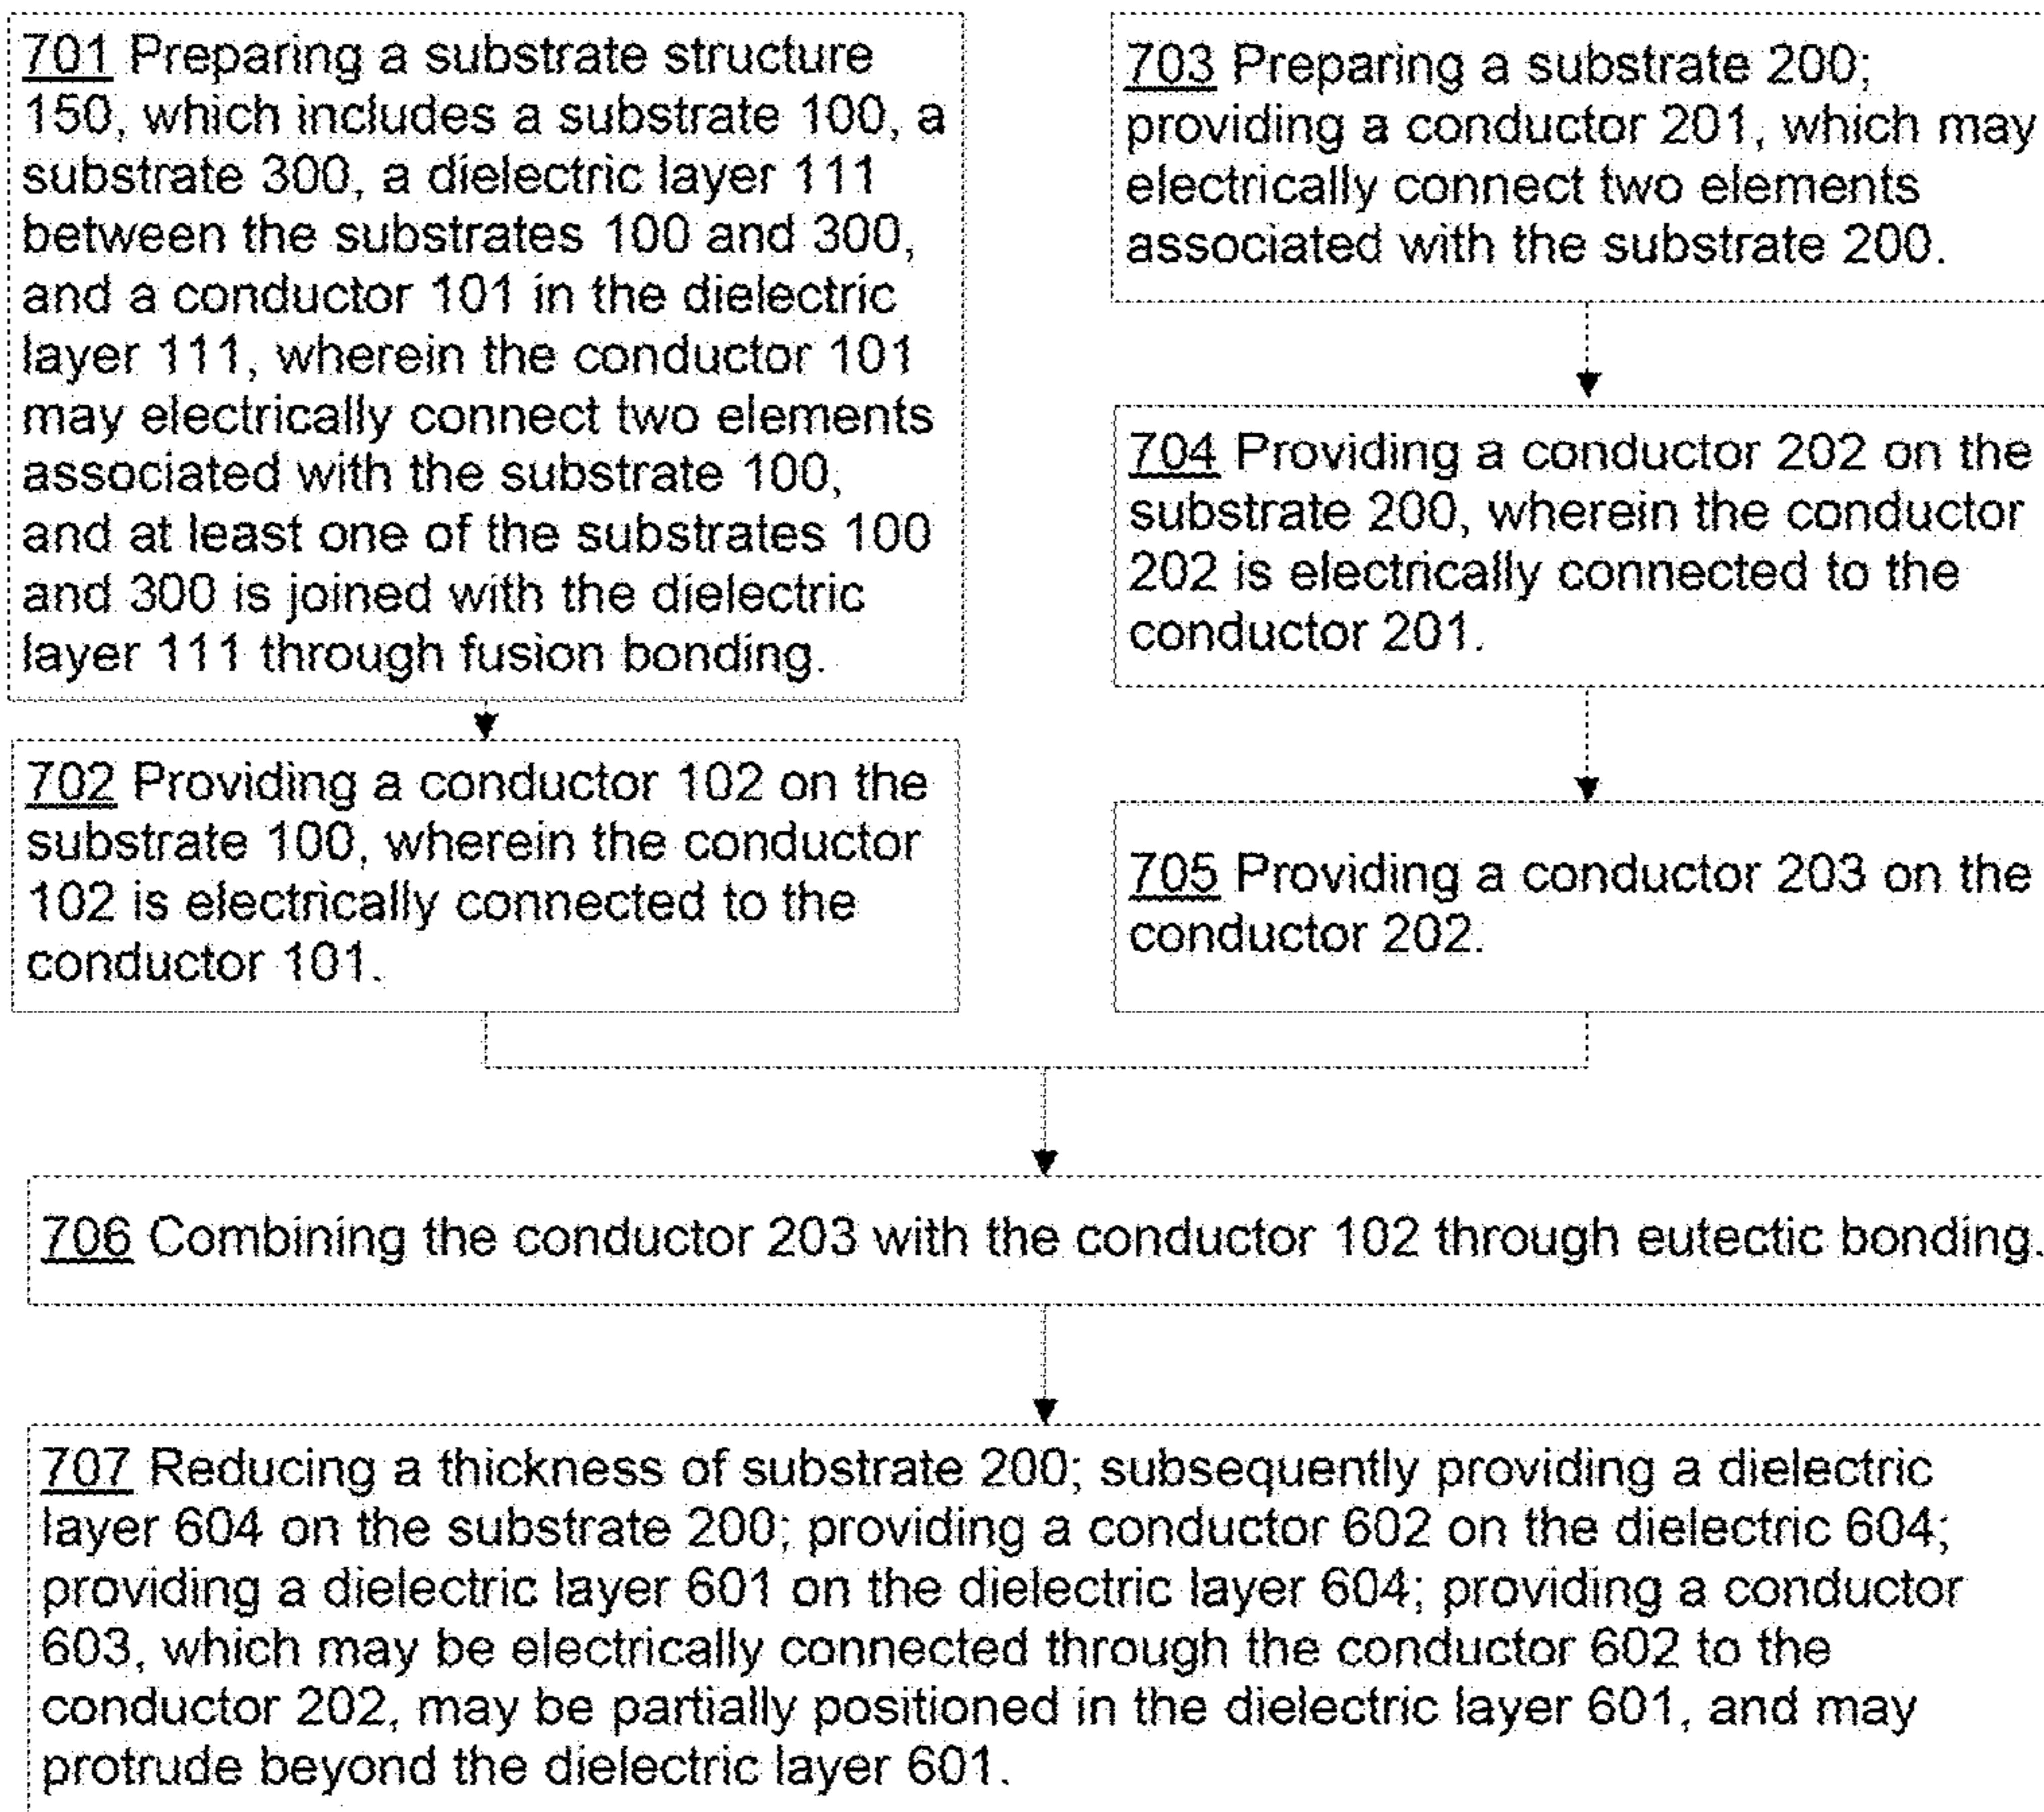 701 Preparing a substrate structure
150, which includes a substrate 100, a
substrate 300, a dielectric layer 111
between the substrates 100 and 300,
and a conductor 101 in the dielectric
layer 111, wherein the conductor 101
may electrically connect two elements
associated with the substrate 100,
and at least one of the substrates 100
and 300 is joined with the dielectric
layer 111 through fusion bonding.
702 Providing a conductor 102 on the
substrate 100, wherein the conductor
102 is electrically connected to the
conductor 101.
703 Preparing a substrate 200;
providing a conductor 201, which may
electrically connect two elements
associated with the substrate 200.
704 Providing a conductor 202 on the
substrate 200, wherein the conductor
202 is electrically connected to the
conductor 201.
705 Providing a conductor 203 on the
conductor 202.
706 Combining the conductor 203 with the conductor 102 through eutectic bonding.
707 Reducing a thickness of substrate 200; subsequently providing a dielectric
layer 604 on the substrate 200; providing a conductor 602 on the dielectric 604;
providing a dielectric layer 601 on the dielectric layer 604; providing a conductor
603, which may be electrically connected through the conductor 602 to the
conductor 202, may be partially positioned in the dielectric layer 601, and may
protrude beyond the dielectric layer 601.